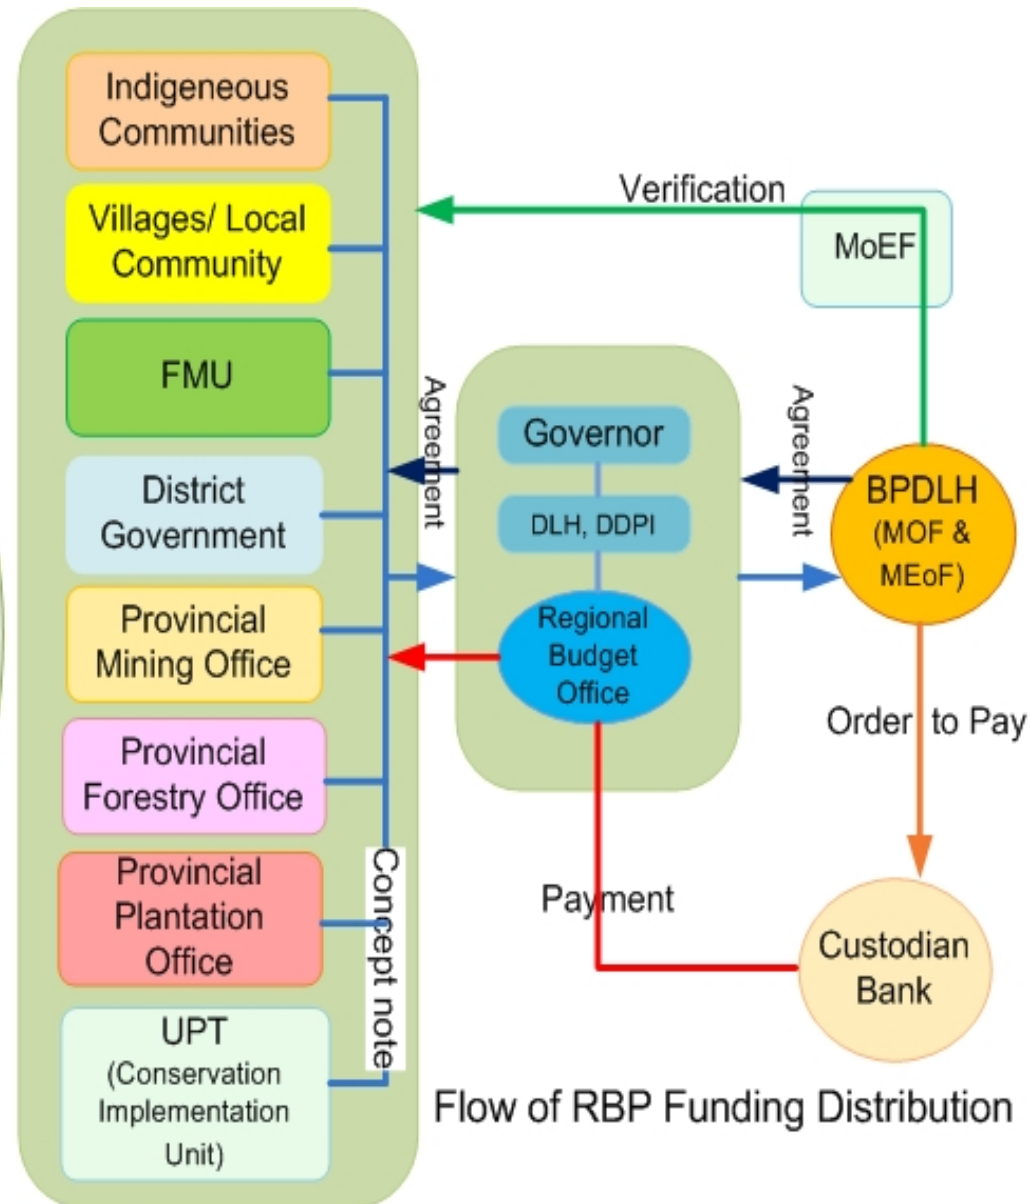 Indigeneous
Communities
Villages/ Local
Community
FMU
District
Government
Provincial
Mining Office
Provincial
Forestry Office
Provincial
Plantation
Office
UPT
(Conservation
Implementation
Unit)
Concept note
Agreement
Governor
DLH, DDPI
Regional
Budget
Office
Verification
MoEF
Agreement
BPDLH
(MOF &
MEoF)
Order to Pay
Payment
Custodian
Bank
Flow of RBP Funding Distribution